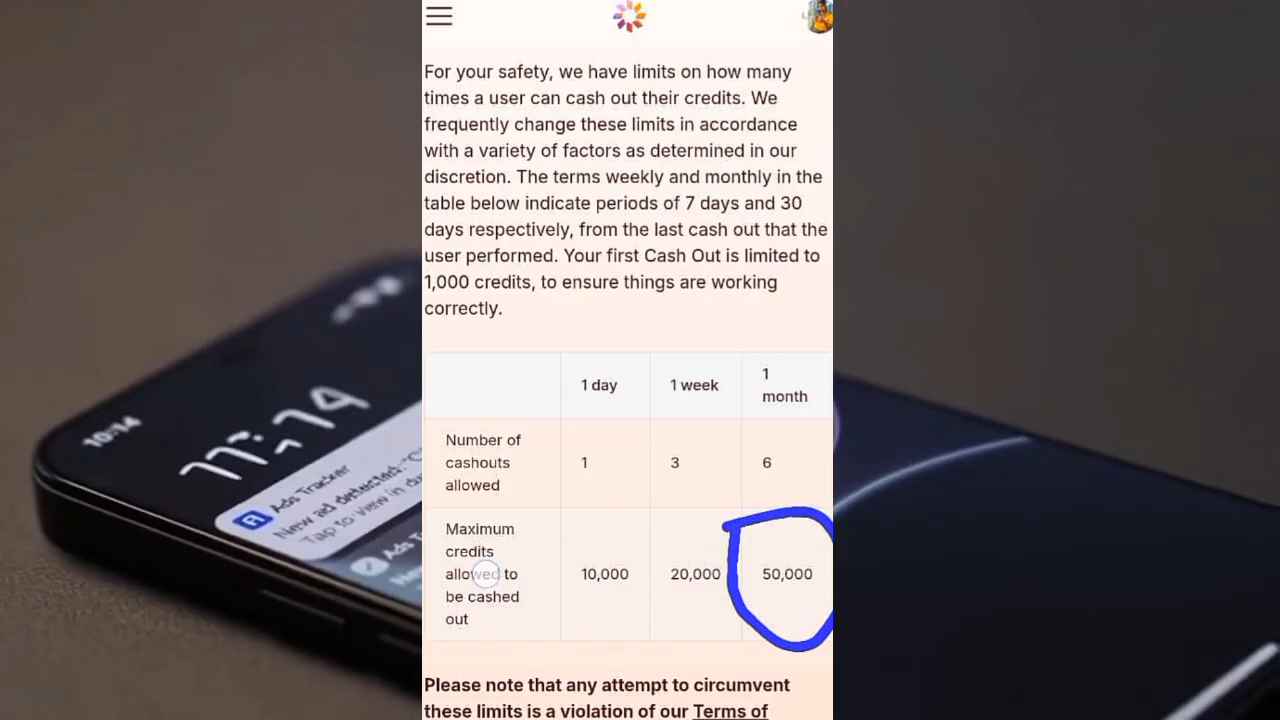 For your safety, we have limits on how many
times a user can cash out their credits. We
frequently change these limits in accordance
with a variety of factors as determined in our
discretion. The terms weekly and monthly in the
table below indicate periods of 7 days and 30
days respectively, from the last cash out that the
user performed. Your first Cash Out is limited to
1,000 credits, to ensure things are working
correctly.
1 day
1 week
1
month
Number of
cashouts
allowed
1
3
6
Maximum
credits
allowed to
be cashed
out
10,000
20,000
50,000
Please note that any attempt to circumvent
these limits is a violation of our Terms of
10:14
Ads Tracker
New ad detected:
Tap to view in